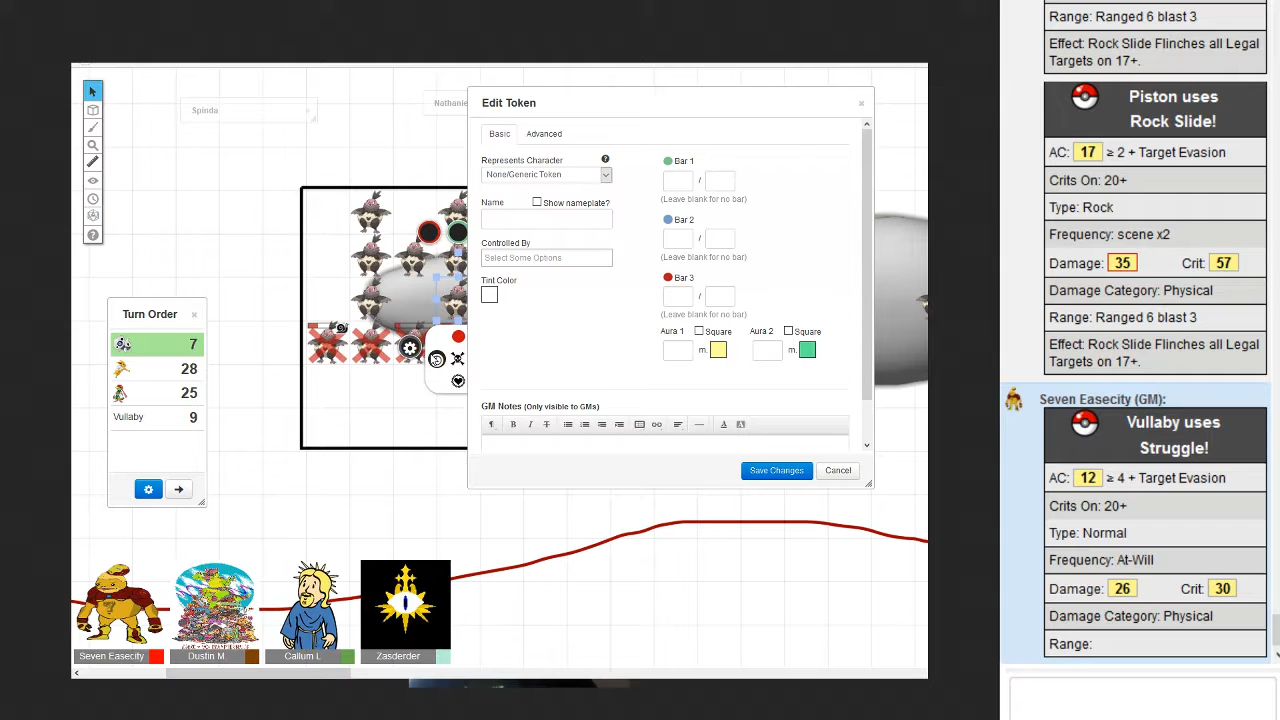 Spinda
Nathanie
Edit Token
Basic
Advanced
Represents Character
None/Generic Token
Name
Show nameplate?
Controlled By
Select Some Options
Tint Color
Bar 1
/
(Leave blank for no bar)
Bar 2
/
(Leave blank for no bar)
Bar 3
/
(Leave blank for no bar)
Aura 1
Square
Aura 2
Square
m.
m.
GM Notes (Only visible to GMs)
Save Changes
Cancel
Turn Order
7
28
25
Vullaby 9
Seven Easecity
Dustin M
Callum L
Zasderder
Range: Ranged 6 blast 3
Effect: Rock Slide Flinches all Legal
Targets on 17+.
Piston uses
Rock Slide!
AC: 17 ≥ 2 + Target Evasion
Crits On: 20+
Type: Rock
Frequency: scene x2
Damage: 35 Crit: 57
Damage Category: Physical
Range: Ranged 6 blast 3
Effect: Rock Slide Flinches all Legal
Targets on 17+.
Seven Easecity (GM):
Vullaby uses
Struggle!
AC: 12 ≥ 4 + Target Evasion
Crits On: 20+
Type: Normal
Frequency: At-Will
Damage: 26 Crit: 30
Damage Category: Physical
Range: